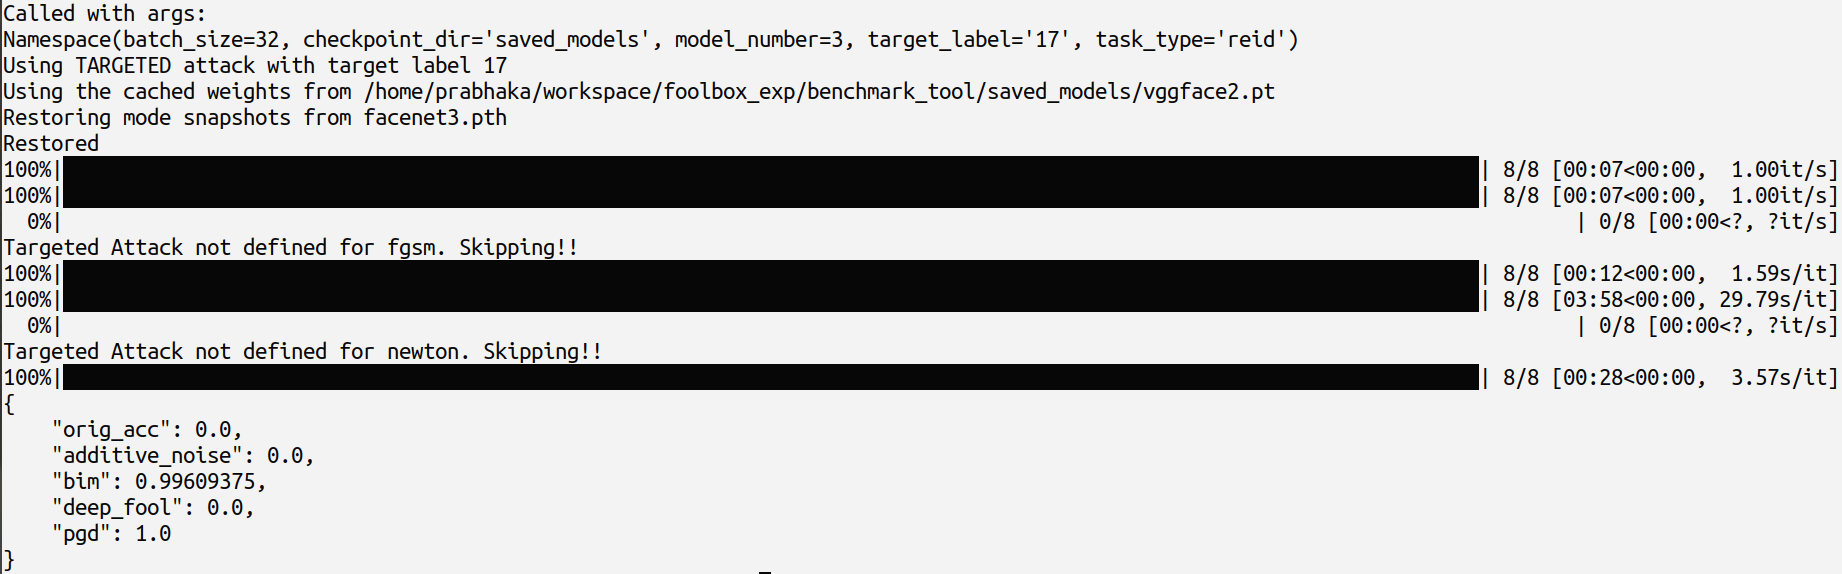 Called with args:
Namespace(batch_size=32, checkpoint_dir='saved_models', model_number=3, target_label='17', task_type='reid')
Using TARGETED attack with target label 17
Using the cached weights from /home/prabhaka/workspace/foolbox_exp/benchmark_tool/saved_models/vggface2.pt
Restoring mode snapshots from facenet3.pth
Restored
100%| | 8/8 [00:07<00:00, 1.00it/s]
100%| | 8/8 [00:07<00:00, 1.00it/s]
0%| | 0/8 [00:00<?, ?it/s]
Targeted Attack not defined for fgsm. Skipping!!
100%| | 8/8 [00:12<00:00, 1.59s/it]
100%| | 8/8 [03:58<00:00, 29.79s/it]
0%| | 0/8 [00:00<?, ?it/s]
Targeted Attack not defined for newton. Skipping!!
100%| | 8/8 [00:28<00:00, 3.57s/it]
{
"orig_acc": 0.0,
"additive_noise": 0.0,
"bim": 0.99609375,
"deep_fool": 0.0,
"pgd": 1.0
}